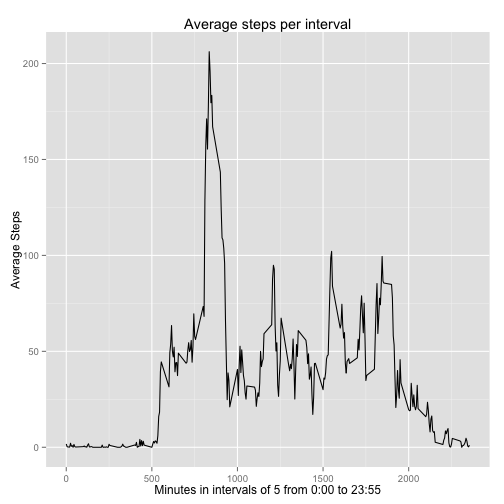 Average steps per interval
Average Steps
200
150
100
50
0
0 500 1000 1500 2000
Minutes in intervals of 5 from 0:00 to 23:55